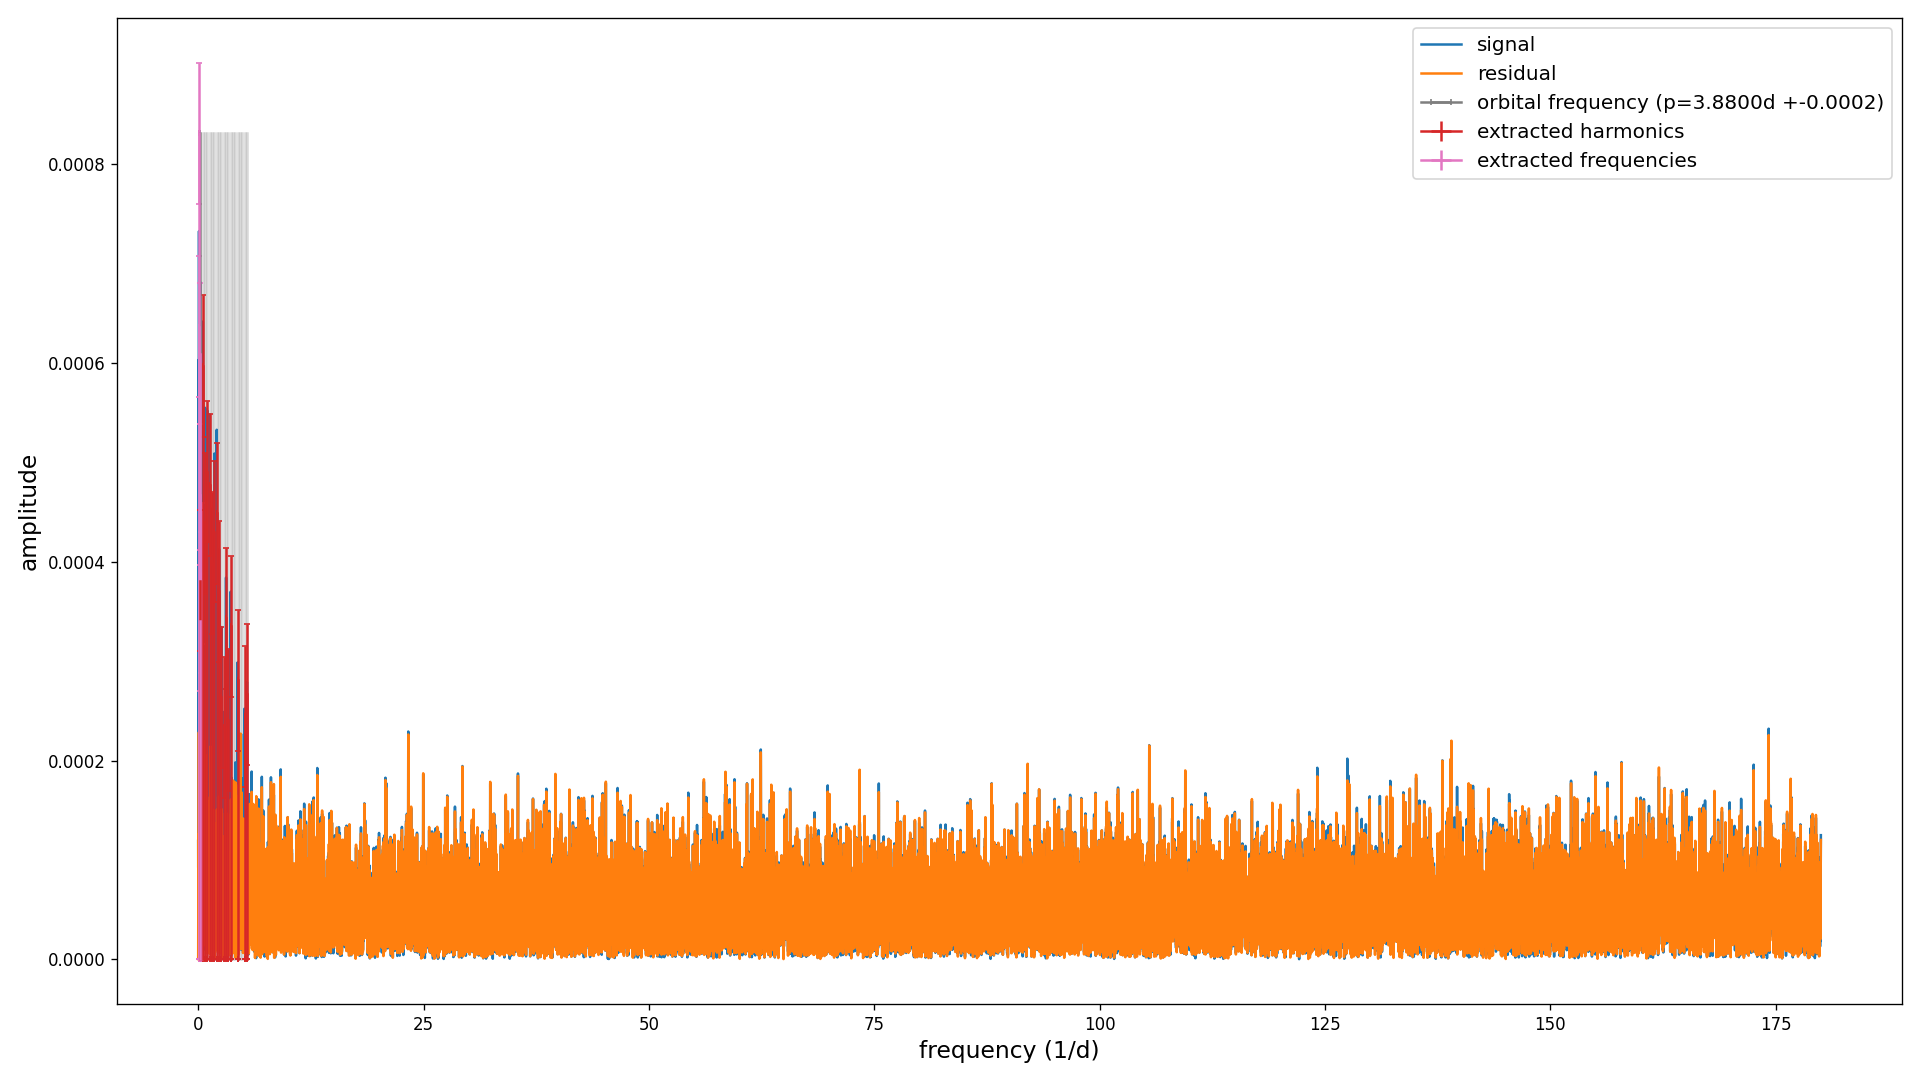 signal
residual
orbital frequency (p=3.8800d +-0.0002)
extracted harmonics
extracted frequencies
amplitude
0.0008
0.0006
0.0004
0.0002
0.0000
0 25 50 75 100 125 150 175
frequency (1/d)